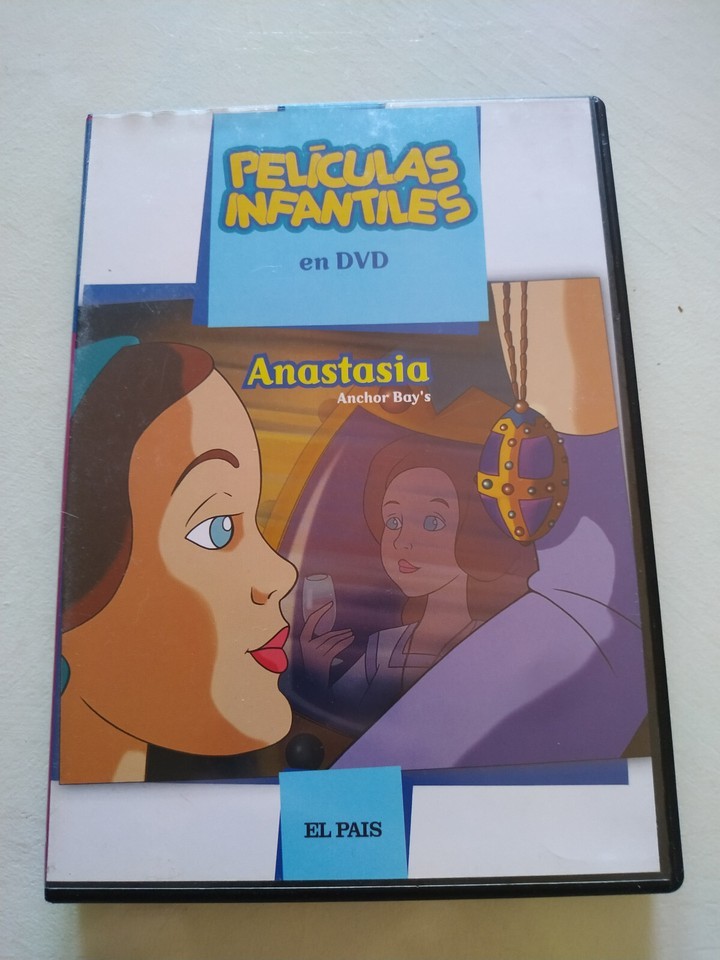 PELÍCULAS
INFANTILES
en DVD
Anastasia
Anchor Bay's
EL PAIS